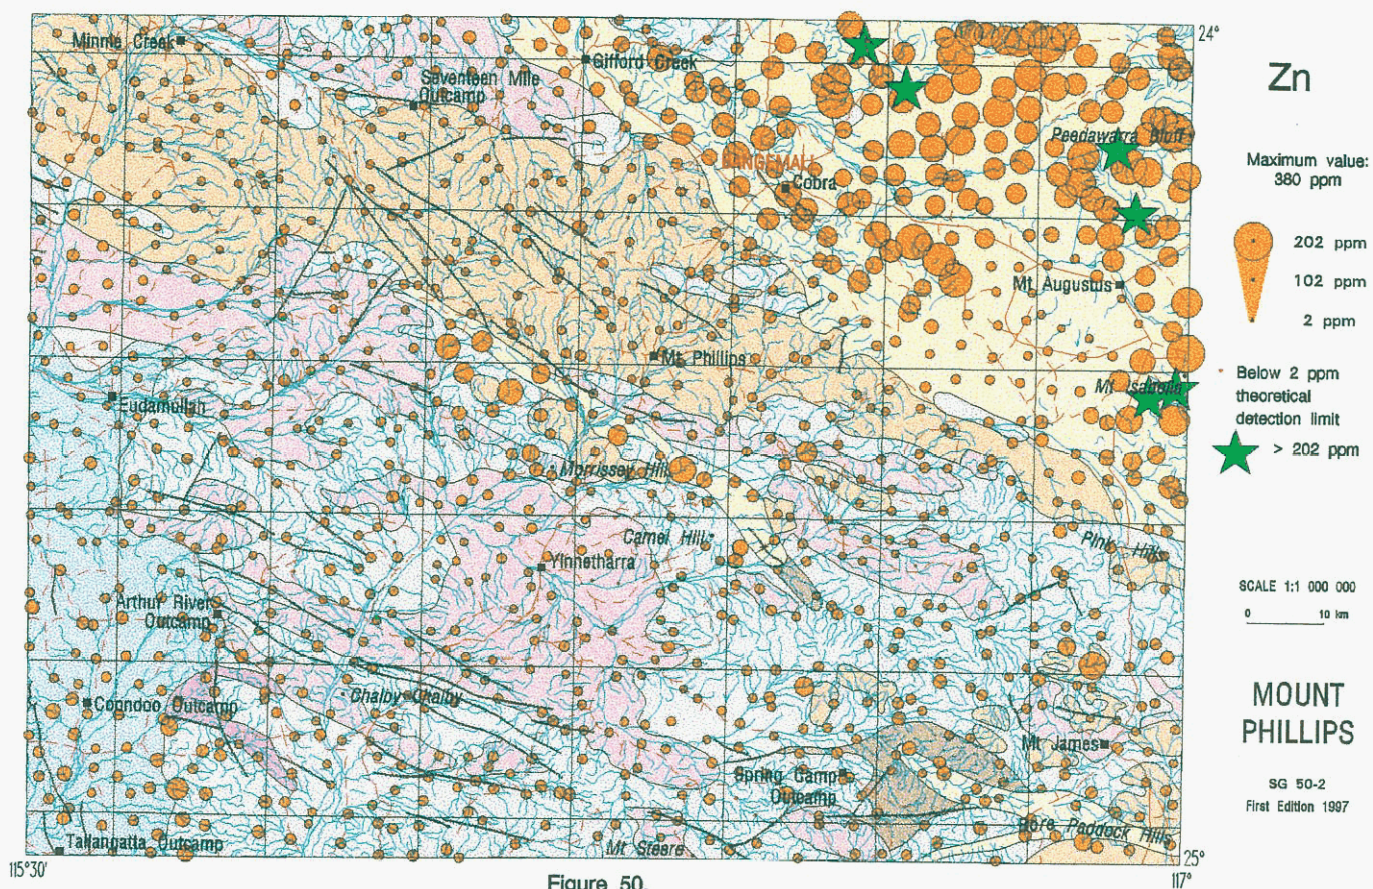 24°
Minnie Creek
Gifford Creek
Seventeen Mile
Outcamp
Peedawarra Bluff
BANGEMALL
Cobra
Mt Augustus
Mt Phillips
Mt Isabella
Eudamullah
Morrissey Hill
Camel Hill
Pink Hills
Yinnetharra
Arthur River
Outcamp
Chalby Chalby
Coondoo Outcamp
Mt James
Spring Camp
Outcamp
Bore Paddock Hills
Tallangatta Outcamp
Mt Steere
115°30'
25°
117°
Figure 50.
Zn
Maximum value:
380 ppm
202 ppm
102 ppm
2 ppm
Below 2 ppm
theoretical
detection limit
> 202 ppm
SCALE 1:1 000 000
0 10 km
MOUNT
PHILLIPS
SG 50-2
First Edition 1997